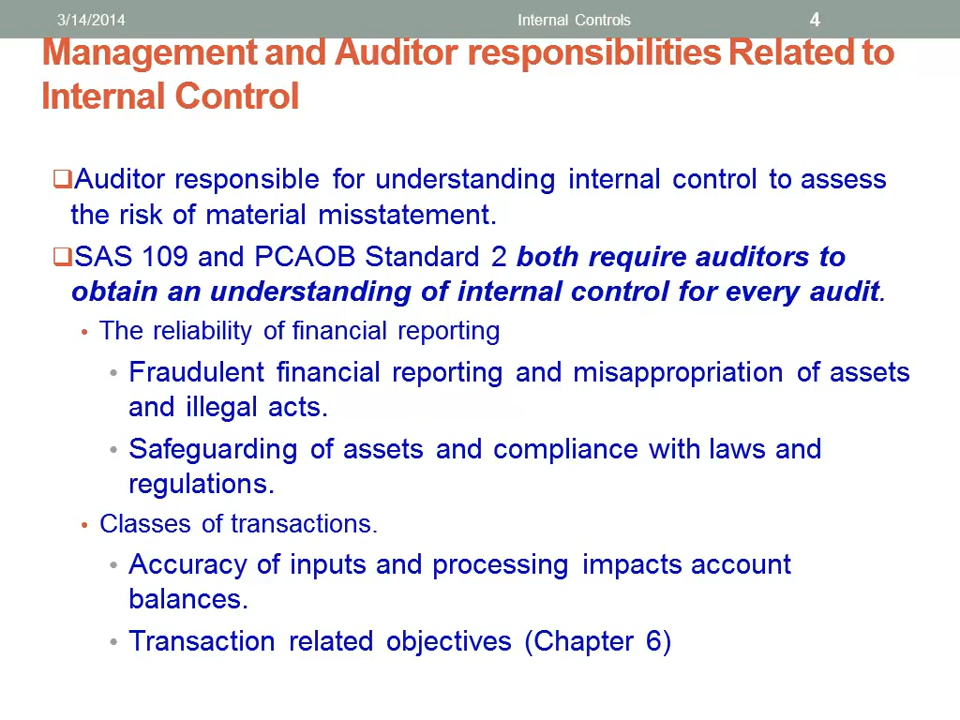 3/14/2014 Internal Controls 4
Management and Auditor responsibilities Related to
Internal Control
❑Auditor responsible for understanding internal control to assess
the risk of material misstatement.
❑SAS 109 and PCAOB Standard 2 both require auditors to
obtain an understanding of internal control for every audit.
• The reliability of financial reporting
• Fraudulent financial reporting and misappropriation of assets
and illegal acts.
• Safeguarding of assets and compliance with laws and
regulations.
• Classes of transactions.
• Accuracy of inputs and processing impacts account
balances.
• Transaction related objectives (Chapter 6)